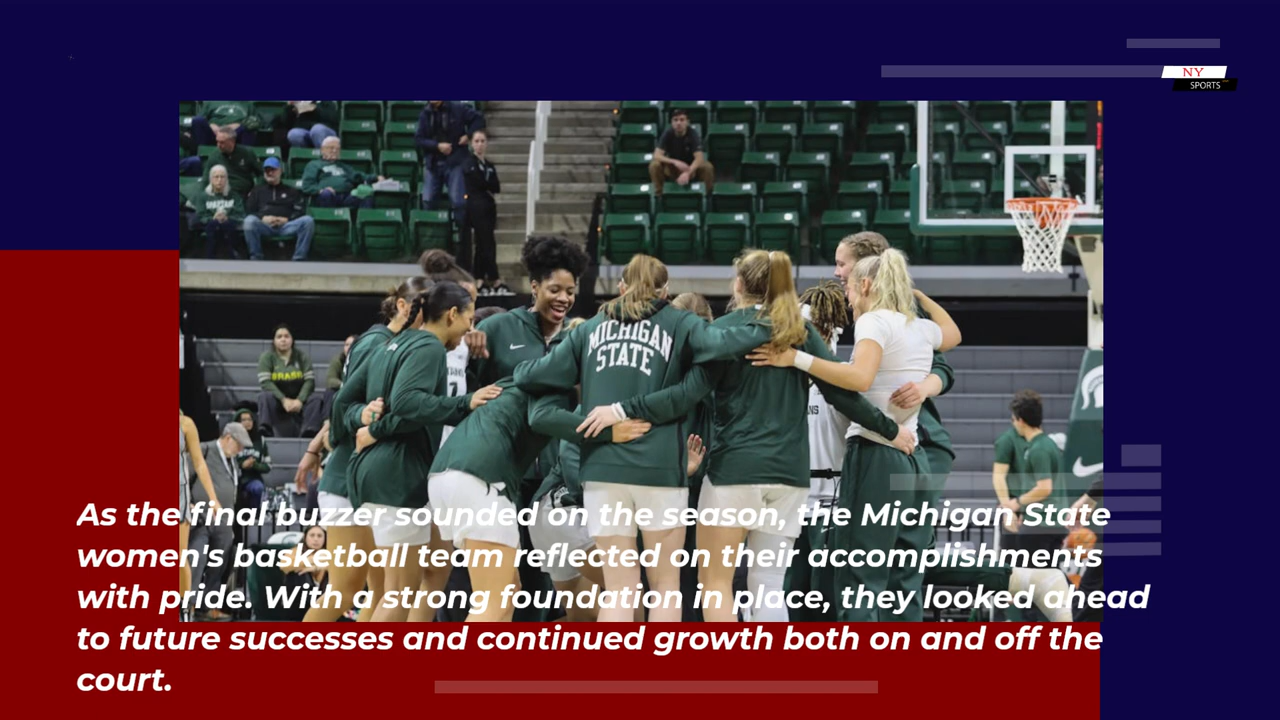 NY
SPORTS
MICHIGAN
STATE
As the final buzzer sounded on the season, the Michigan State
women's basketball team reflected on their accomplishments
with pride. With a strong foundation in place, they looked ahead
to future successes and continued growth both on and off the
court.